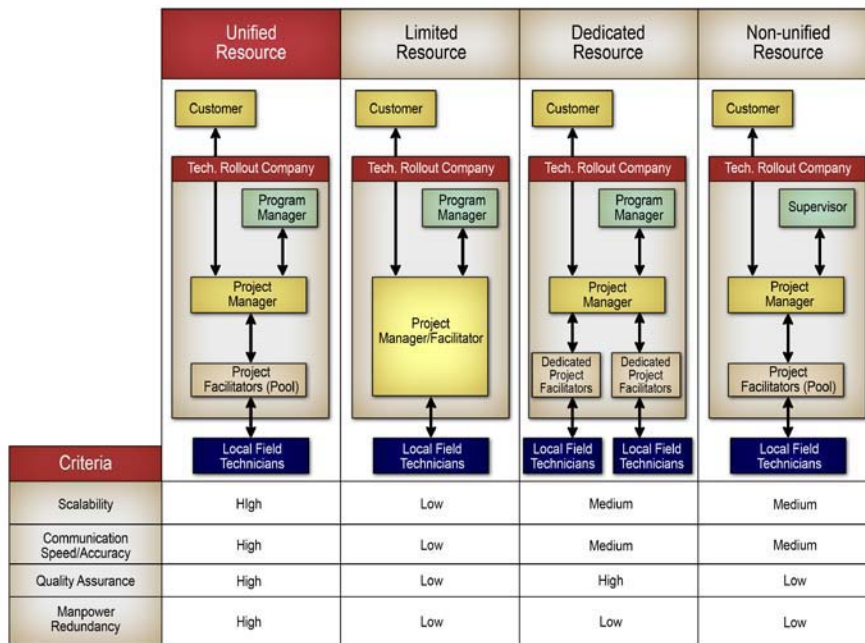 Unified
Resource
Limited
Resource
Dedicated
Resource
Non-unified
Resource
Customer
Customer
Customer
Customer
Tech. Rollout Company
Tech. Rollout Company
Tech. Rollout Company
Tech. Rollout Company
Program
Manager
Program
Manager
Program
Manager
Supervisor
Project
Manager
Project
Manager/Facilitator
Project
Manager
Project
Manager
Project
Facilitators (Pool)
Dedicated
Project
Facilitators
Dedicated
Project
Facilitators
Project
Facilitators (Pool)
Local Field
Technicians
Local Field
Technicians
Local Field
Technicians
Local Field
Technicians
Local Field
Technicians
Criteria
Scalability
HIgh
Low
Medium
Medium
Communication
Speed/Accuracy
High
Low
Medium
Medium
Quality Assurance
High
Low
High
Low
Manpower
Redundancy
High
Low
Low
Low